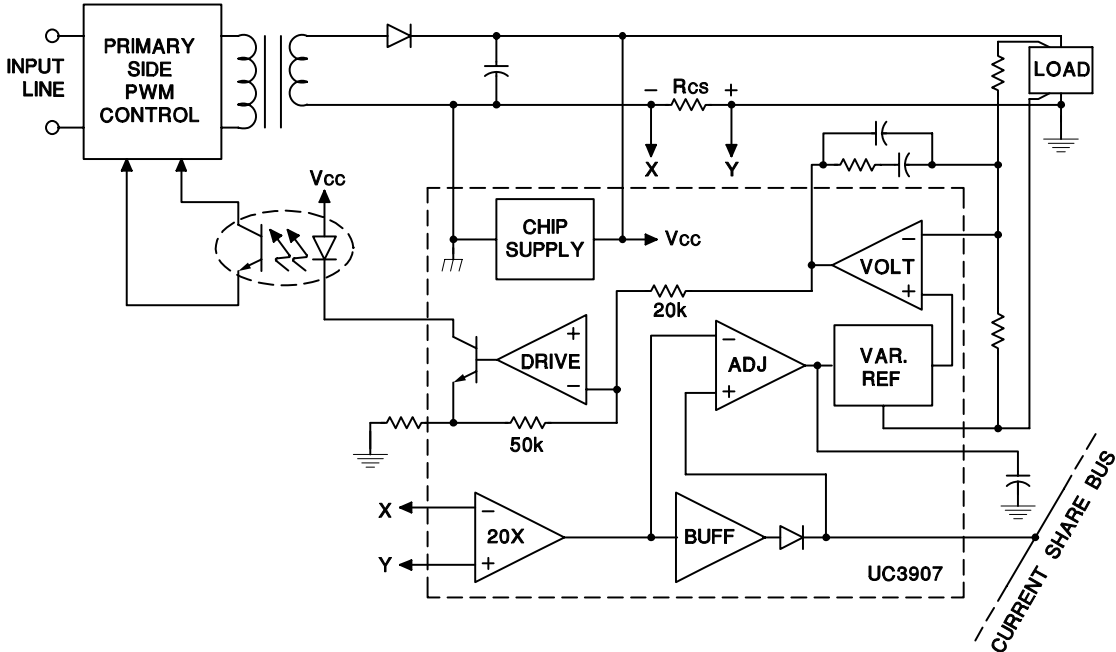 INPUT
LINE
PRIMARY
SIDE
PWM
CONTROL
- RCS +
LOAD
X
Y
VCC
CHIP
SUPPLY
VCC
-
VOLT
+
20k
+
DRIVE
-
-
ADJ
+
VAR.
REF
50k
X
Y
-
20X
+
BUFF
UC3907
CURRENT SHARE BUS